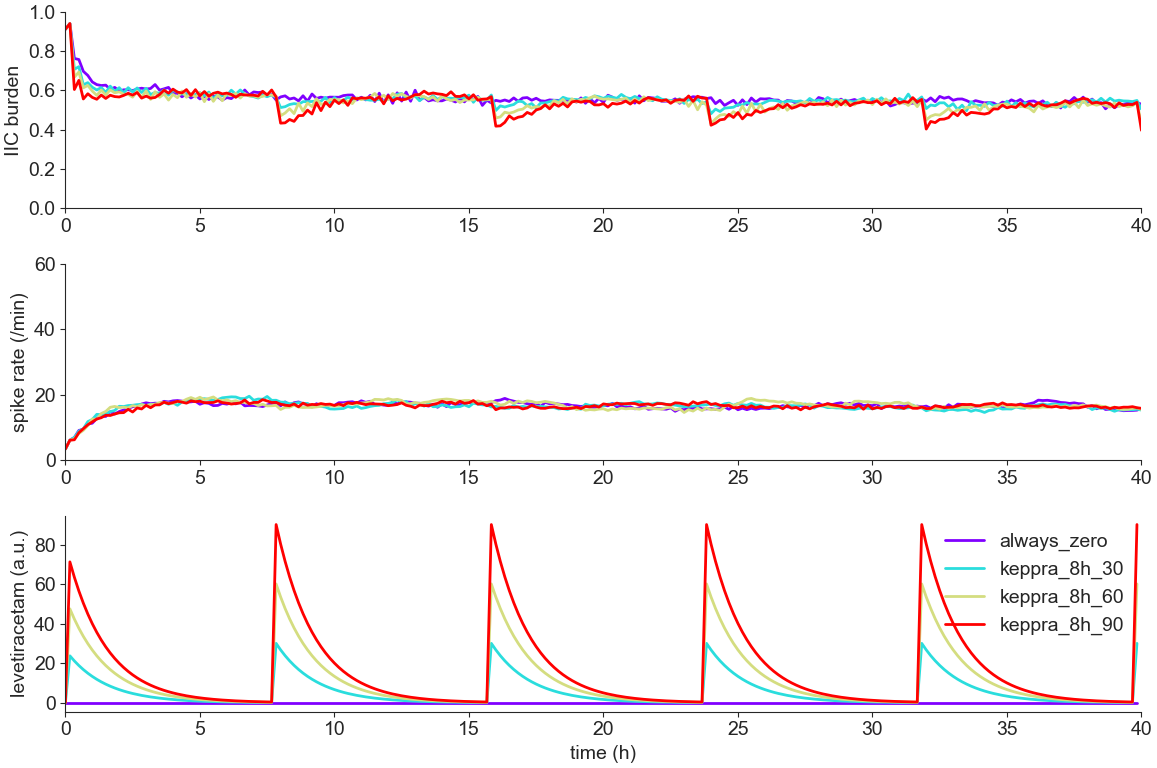 IIC burden
1.0
0.8
0.6
0.4
0.2
0.0
0 5 10 15 20 25 30 35 40
spike rate (/min)
60
40
20
0
0 5 10 15 20 25 30 35 40
levetiracetam (a.u.)
80
60
40
20
0
always_zero
keppra_8h_30
keppra_8h_60
keppra_8h_90
0 5 10 15 20 25 30 35 40
time (h)